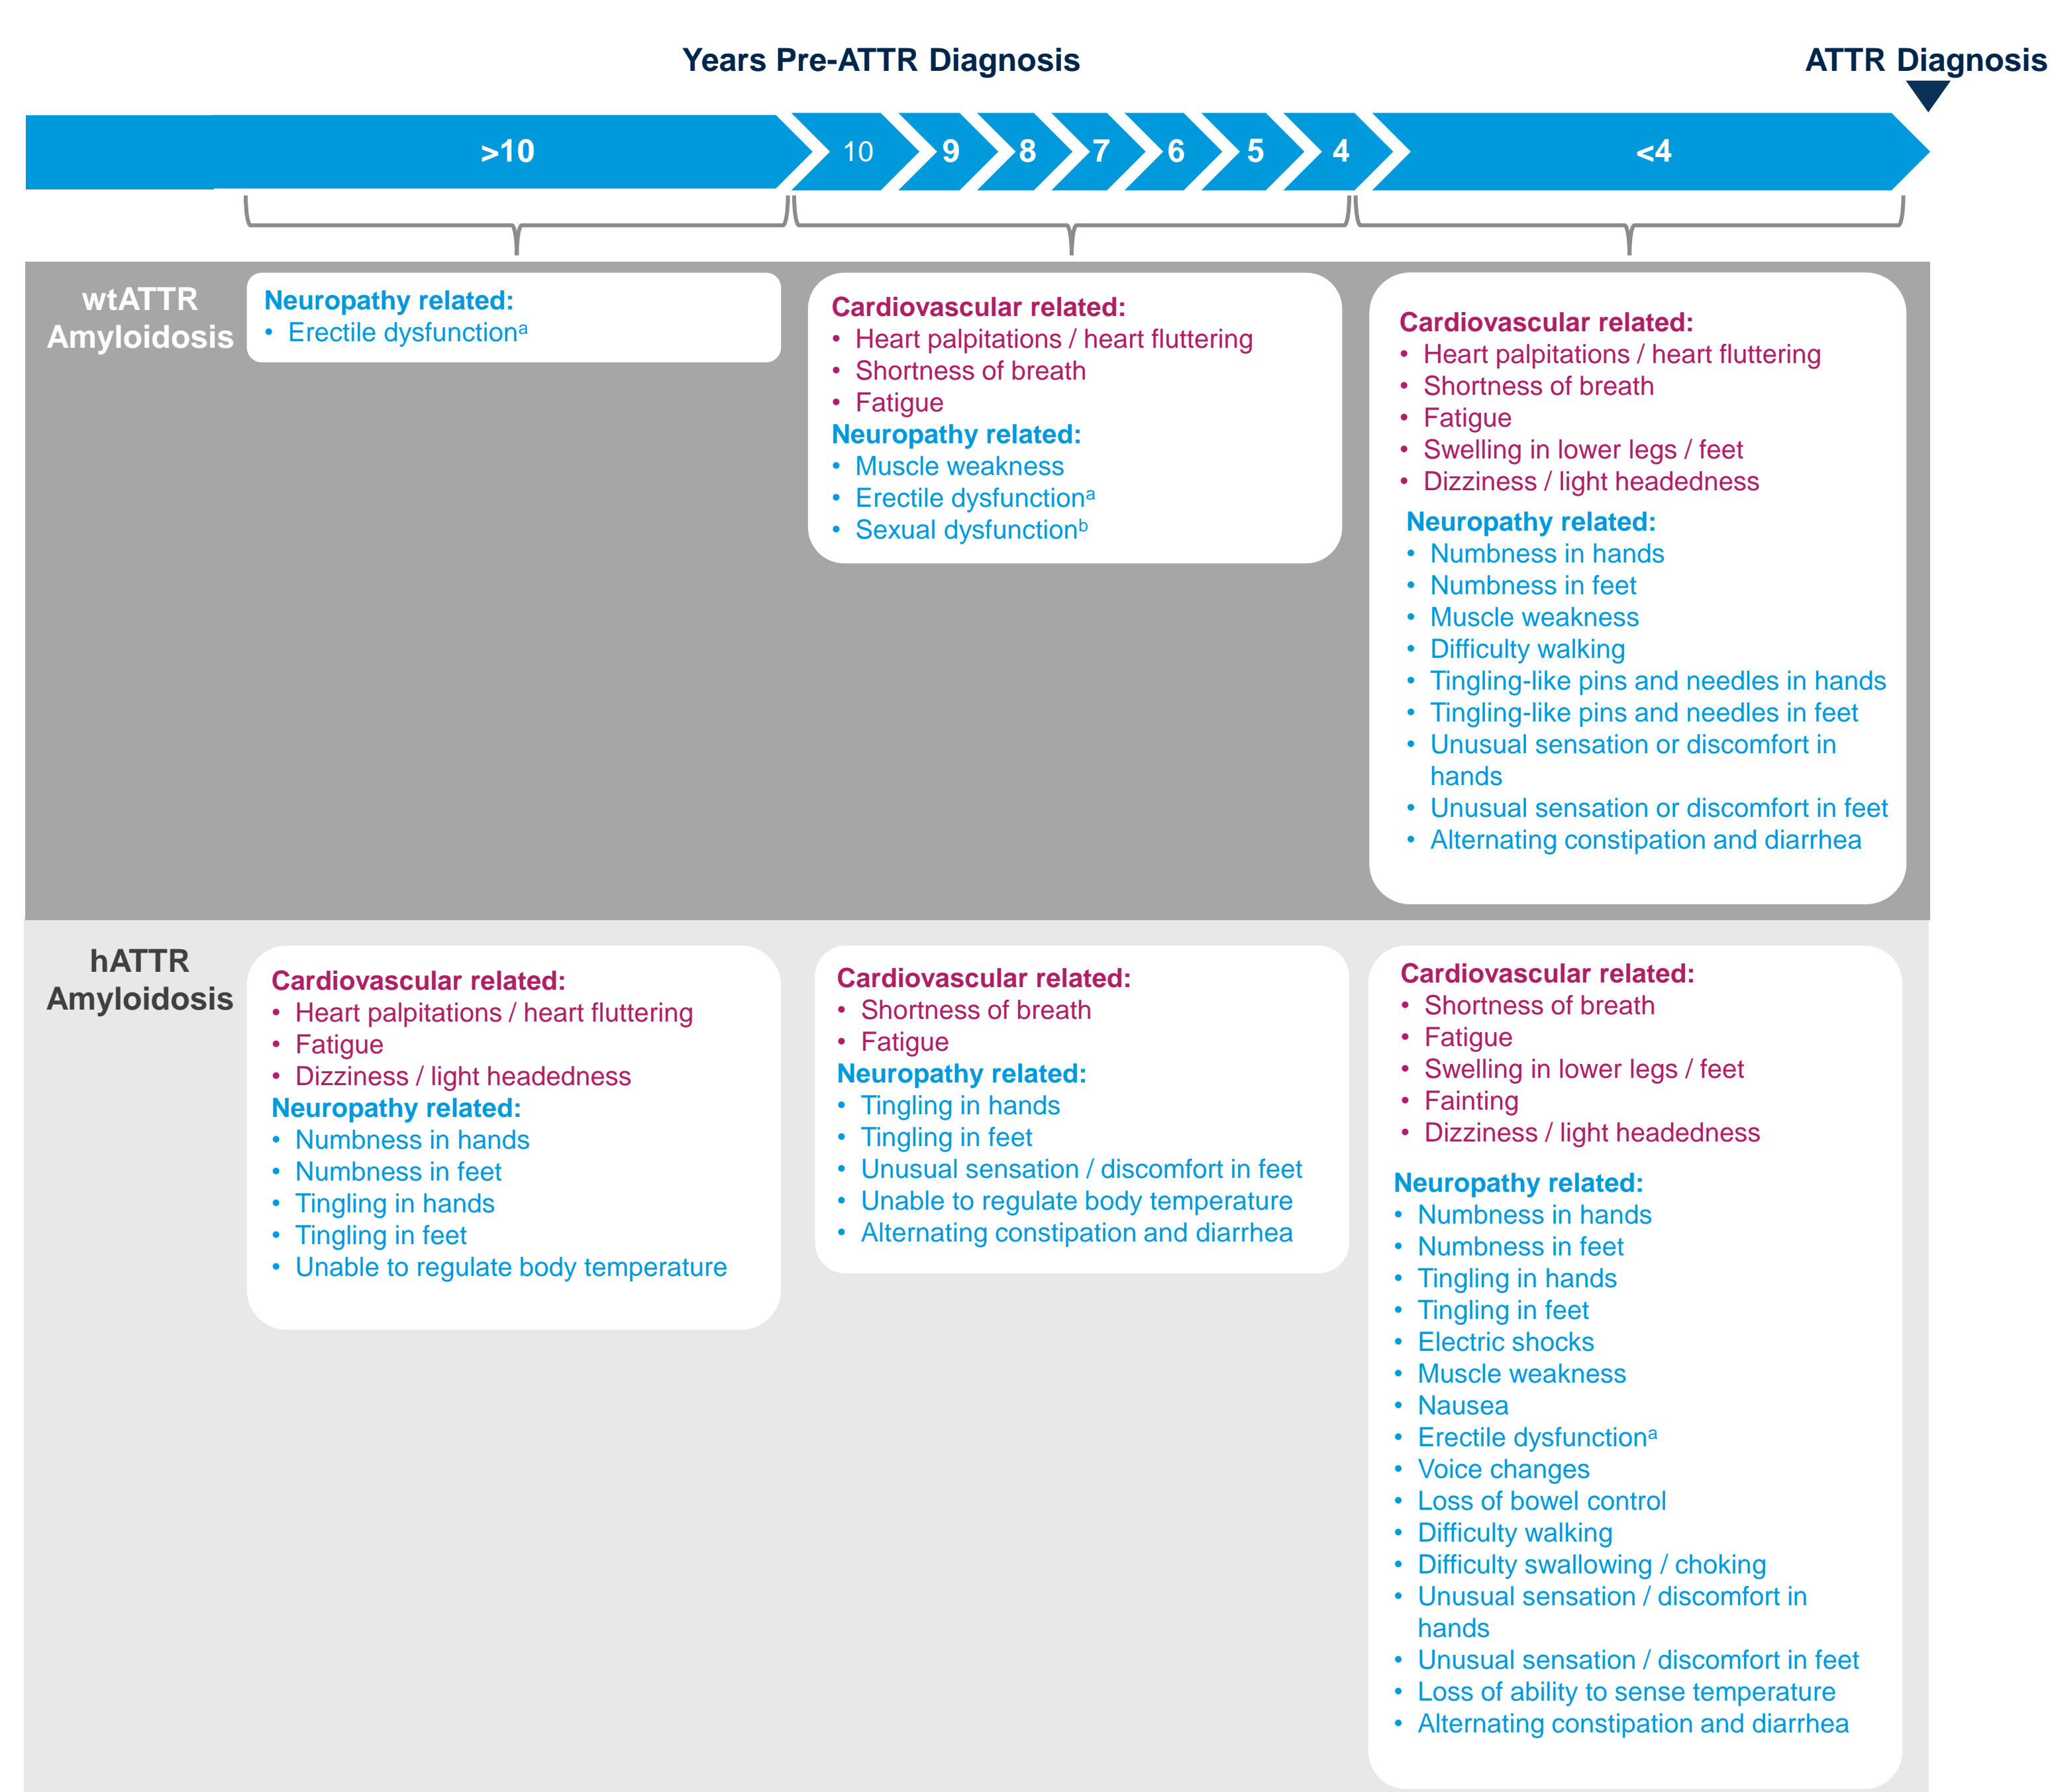 Years Pre-ATTR Diagnosis
ATTR Diagnosis
>10
10
9
8
7
6
5
4
<4
wtATTR
Amyloidosis
Neuropathy related:
• Erectile dysfunctionᵃ
Cardiovascular related:
• Heart palpitations / heart fluttering
• Shortness of breath
• Fatigue
Neuropathy related:
• Muscle weakness
• Erectile dysfunctionᵃ
• Sexual dysfunctionᵇ
Cardiovascular related:
• Heart palpitations / heart fluttering
• Shortness of breath
• Fatigue
• Swelling in lower legs / feet
• Dizziness / light headedness
Neuropathy related:
• Numbness in hands
• Numbness in feet
• Muscle weakness
• Difficulty walking
• Tingling-like pins and needles in hands
• Tingling-like pins and needles in feet
• Unusual sensation or discomfort in
hands
• Unusual sensation or discomfort in feet
• Alternating constipation and diarrhea
hATTR
Amyloidosis
Cardiovascular related:
• Heart palpitations / heart fluttering
• Fatigue
• Dizziness / light headedness
Neuropathy related:
• Numbness in hands
• Numbness in feet
• Tingling in hands
• Tingling in feet
• Unable to regulate body temperature
Cardiovascular related:
• Shortness of breath
• Fatigue
Neuropathy related:
• Tingling in hands
• Tingling in feet
• Unusual sensation / discomfort in feet
• Unable to regulate body temperature
• Alternating constipation and diarrhea
Cardiovascular related:
• Shortness of breath
• Fatigue
• Swelling in lower legs / feet
• Fainting
• Dizziness / light headedness
Neuropathy related:
• Numbness in hands
• Numbness in feet
• Tingling in hands
• Tingling in feet
• Electric shocks
• Muscle weakness
• Nausea
• Erectile dysfunctionᵃ
• Voice changes
• Loss of bowel control
• Difficulty walking
• Difficulty swallowing / choking
• Unusual sensation / discomfort in
hands
• Unusual sensation / discomfort in feet
• Loss of ability to sense temperature
• Alternating constipation and diarrhea